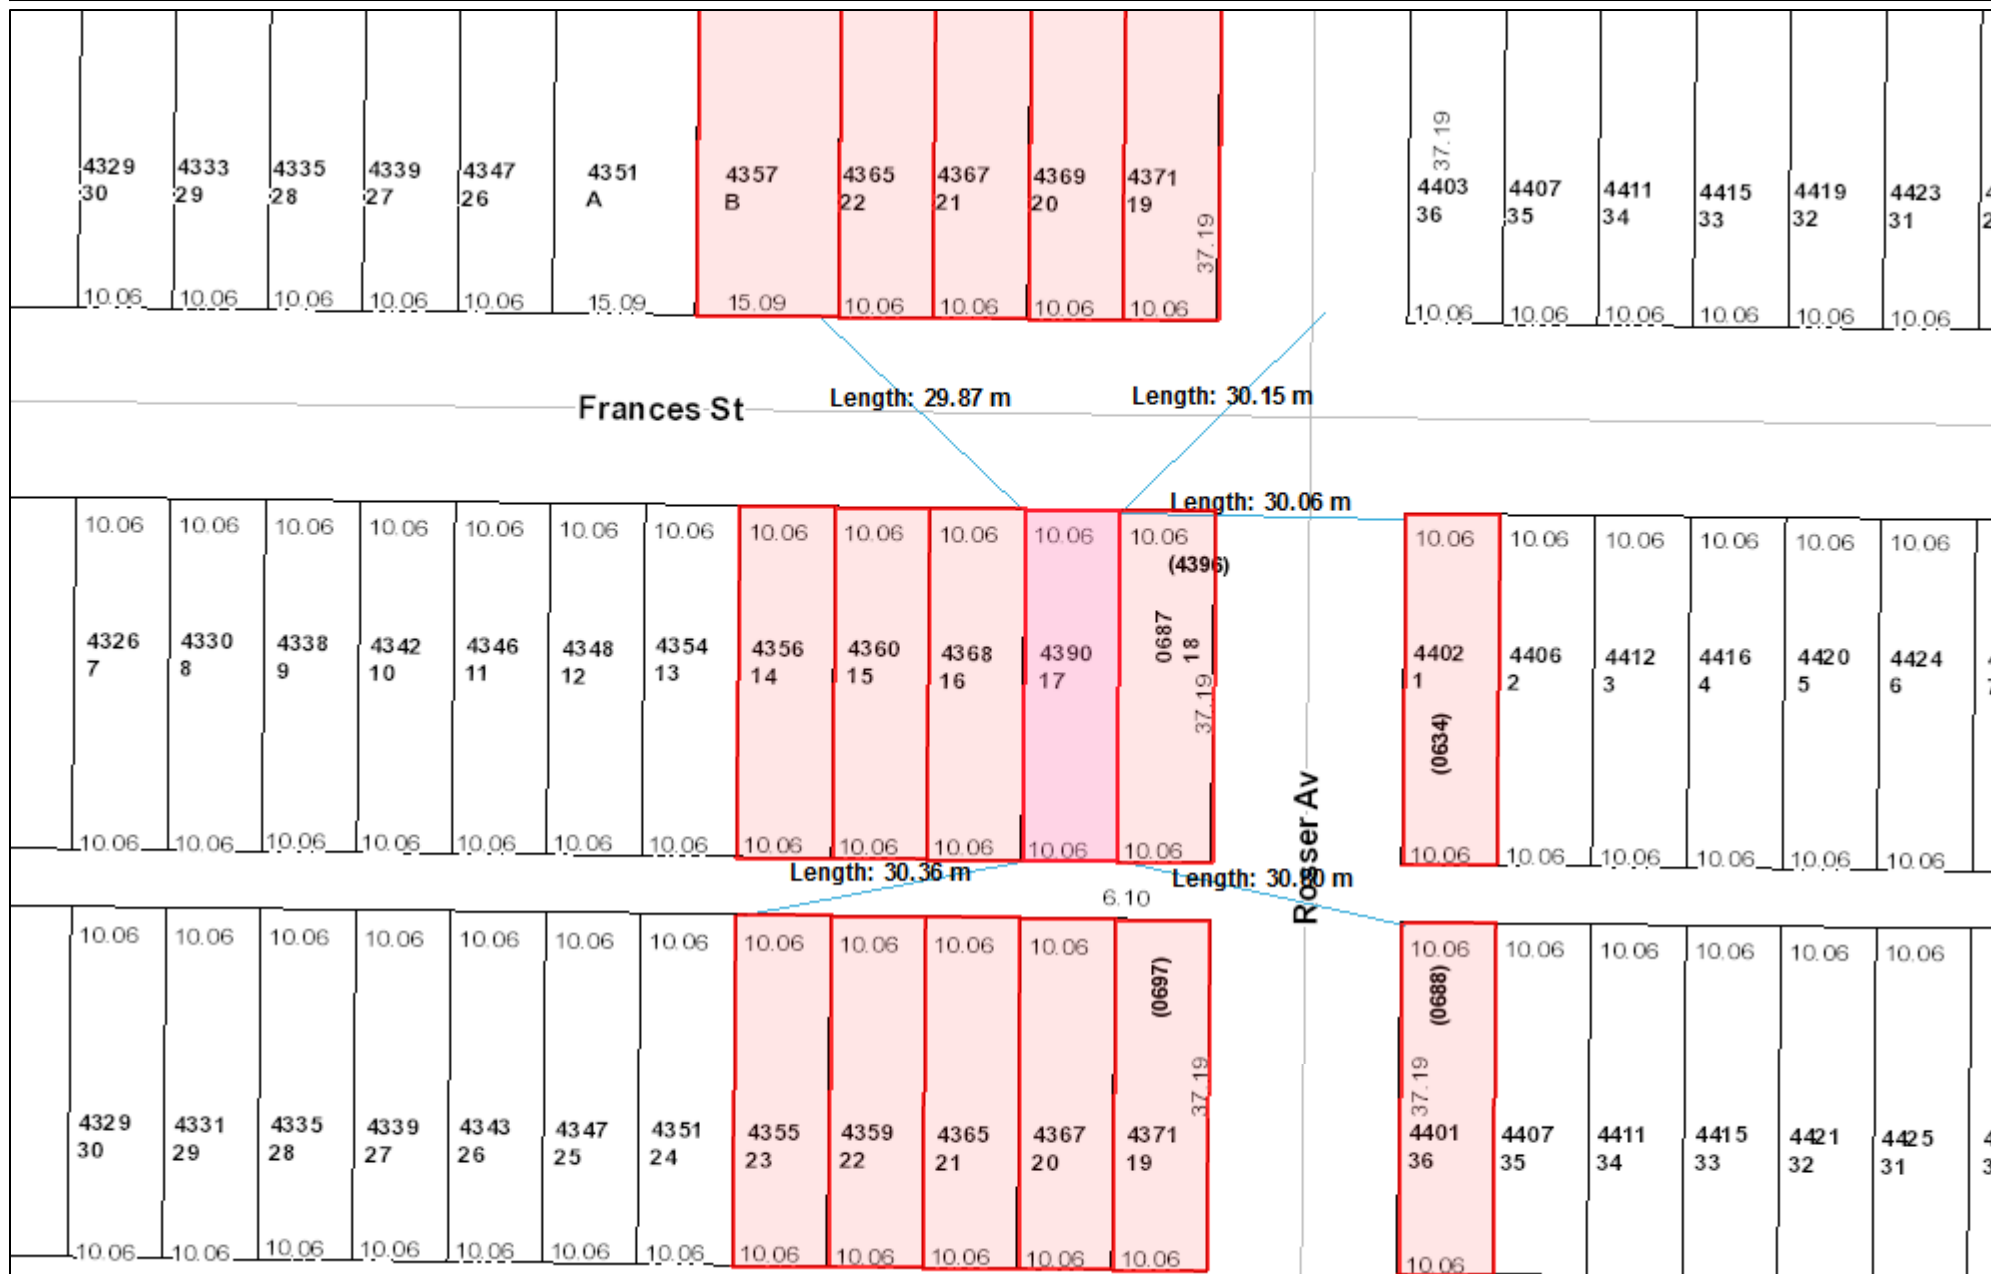 4329 4333 4335 4339 4347 4351 4357 4365 4367 4369 4371 37.19 4403 4407 4411 4415 4419 4423
30 29 28 27 26 A B 22 21 20 19 37.19 36 35 34 33 32 31
10.06 10.06 10.06 10.06 10.06 15.09 15.09 10.06 10.06 10.06 10.06 10.06 10.06 10.06 10.06 10.06 10.06
Length: 29.87 m Length: 30.15 m
Frances St
Length: 30.06 m
10.06 10.06 10.06 10.06 10.06 10.06 10.06 10.06 10.06 10.06 10.06 10.06 10.06 10.06 10.06 10.06 10.06 10.06
(4396)
4326 4330 4338 4342 4346 4348 4354 4356 4360 4368 4390 0687 4402 4406 4412 4416 4420 4424
7 8 9 10 11 12 13 14 15 16 17 18 1 2 3 4 5 6
37.19
(0634)
10.06 10.06 10.06 10.06 10.06 10.06 10.06 10.06 10.06 10.06 10.06 10.06 10.06 10.06 10.06 10.06 10.06 10.06
Rosser Av
Length: 30.36 m Length: 30. 0 m
6.10
10.06 10.06 10.06 10.06 10.06 10.06 10.06 10.06 10.06 10.06 10.06 10.06 10.06 10.06 10.06 10.06 10.06
(0697) (0688)
37.19 37.19
4329 4331 4335 4339 4343 4347 4351 4355 4359 4365 4367 4371 4401 4407 4411 4415 4421 4425
30 29 28 27 26 25 24 23 22 21 20 19 36 35 34 33 32 31
10.06 10.06 10.06 10.06 10.06 10.06 10.06 10.06 10.06 10.06 10.06 10.06 10.06